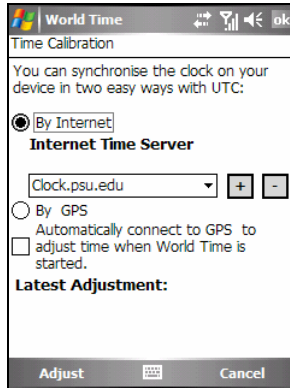 World Time ok
Time Calibration
You can synchronise the clock on your
device in two easy ways with UTC:
By Internet
Internet Time Server
Clock.psu.edu + -
By GPS
Automatically connect to GPS to
adjust time when World Time is
started.
Latest Adjustment:
Adjust Cancel